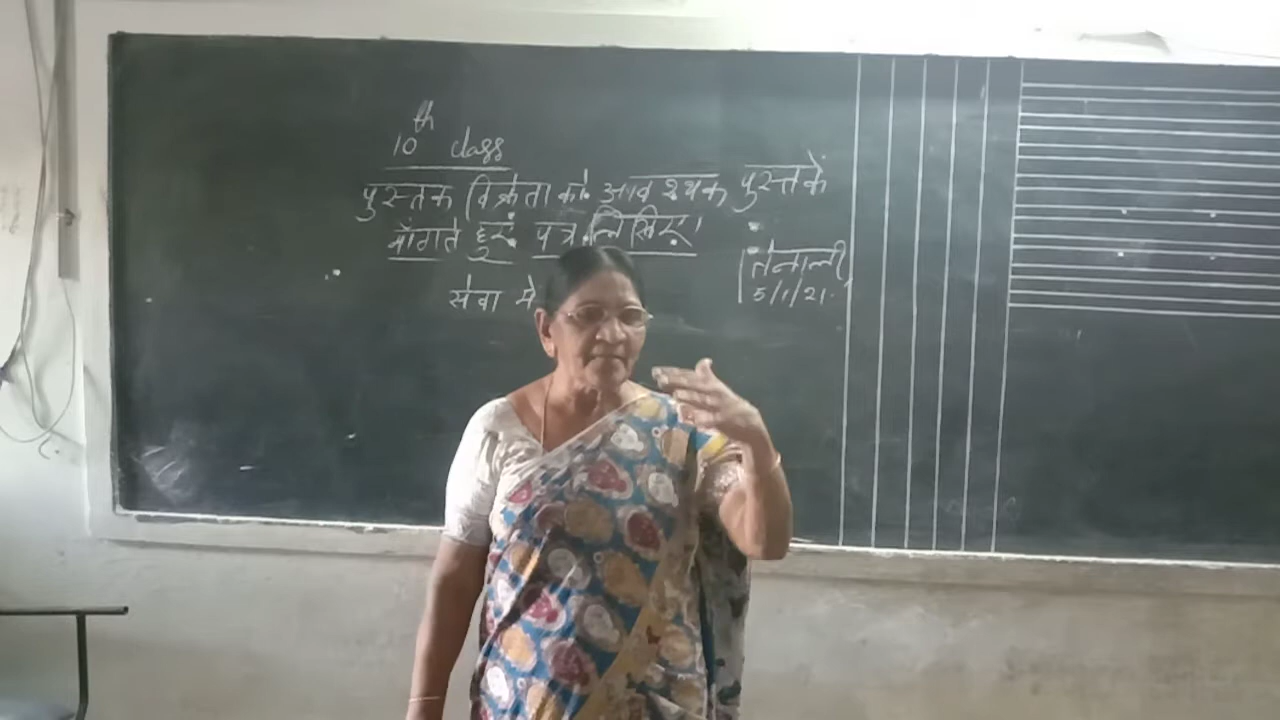 10th class
पुस्तक विक्रेता को आवश्यक पुस्तकें
माँगते हुए पत्र लिखिए।
तेनाली,
5/1/21.
सेवा मे